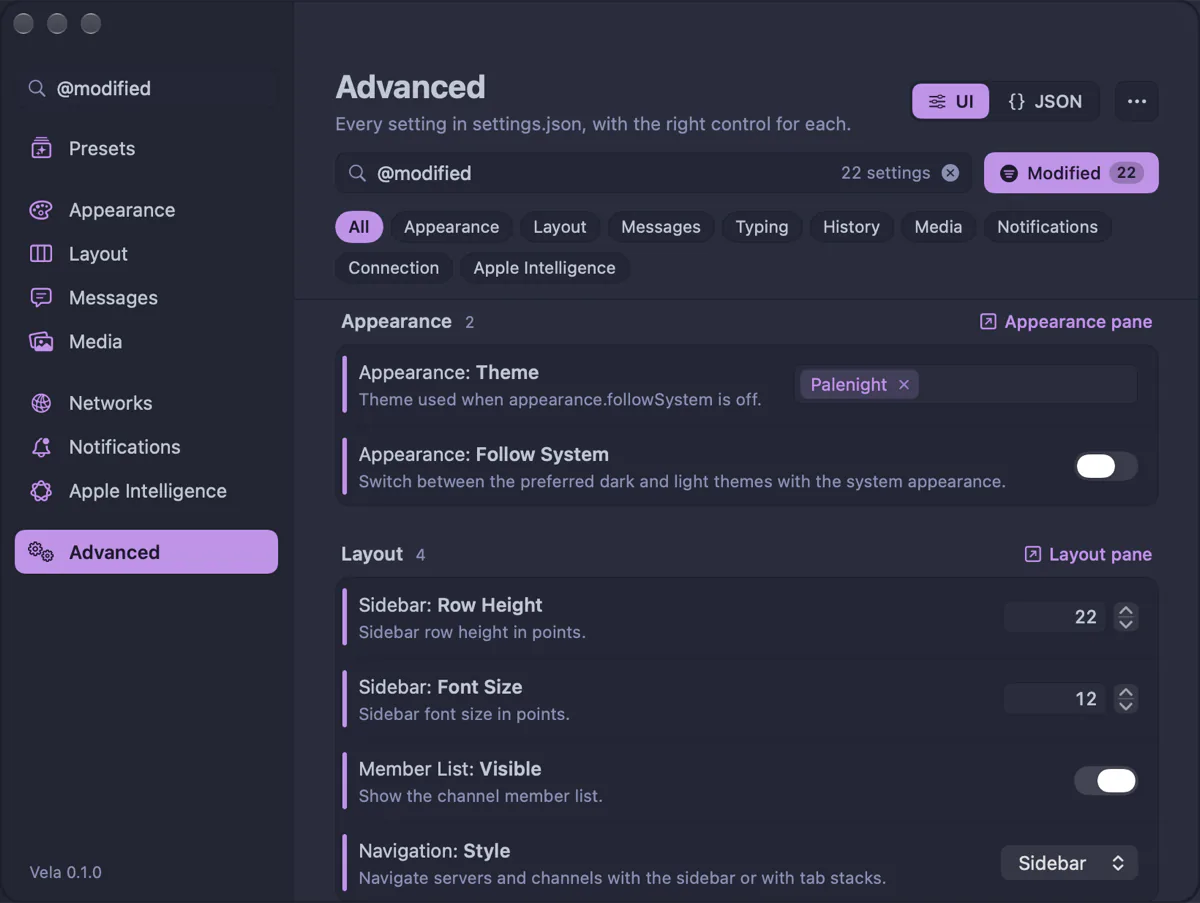 @modified
Presets
Appearance
Layout
Messages
Media
Networks
Notifications
Apple Intelligence
Advanced
Vela 0.1.0
Advanced
Every setting in settings.json, with the right control for each.
UI
{} JSON
@modified
22 settings
Modified 22
All Appearance Layout Messages Typing History Media Notifications
Connection Apple Intelligence
Appearance 2
Appearance pane
Appearance: Theme
Theme used when appearance.followSystem is off.
Palenight
Appearance: Follow System
Switch between the preferred dark and light themes with the system appearance.
Layout 4
Layout pane
Sidebar: Row Height
Sidebar row height in points.
22
Sidebar: Font Size
Sidebar font size in points.
12
Member List: Visible
Show the channel member list.
Navigation: Style
Navigate servers and channels with the sidebar or with tab stacks.
Sidebar